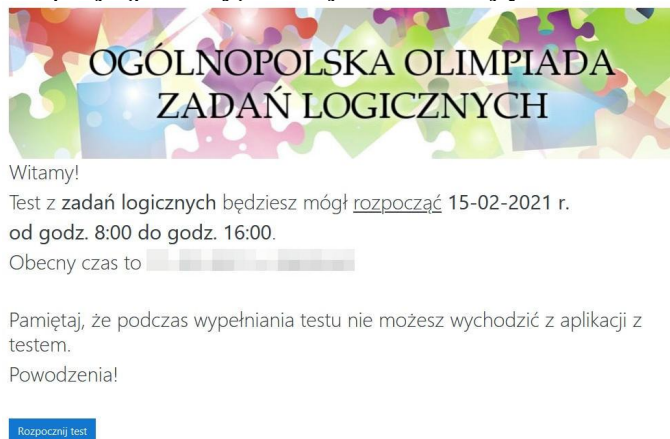 OGÓLNOPOLSKA OLIMPIADA
ZADAŃ LOGICZNYCH
Witamy!
Test z zadań logicznych będziesz mógł rozpocząć 15-02-2021 r.
od godz. 8:00 do godz. 16:00.
Obecny czas to
Pamiętaj, że podczas wypełniania testu nie możesz wychodzić z aplikacji z
testem.
Powodzenia!
Rozpocznij test